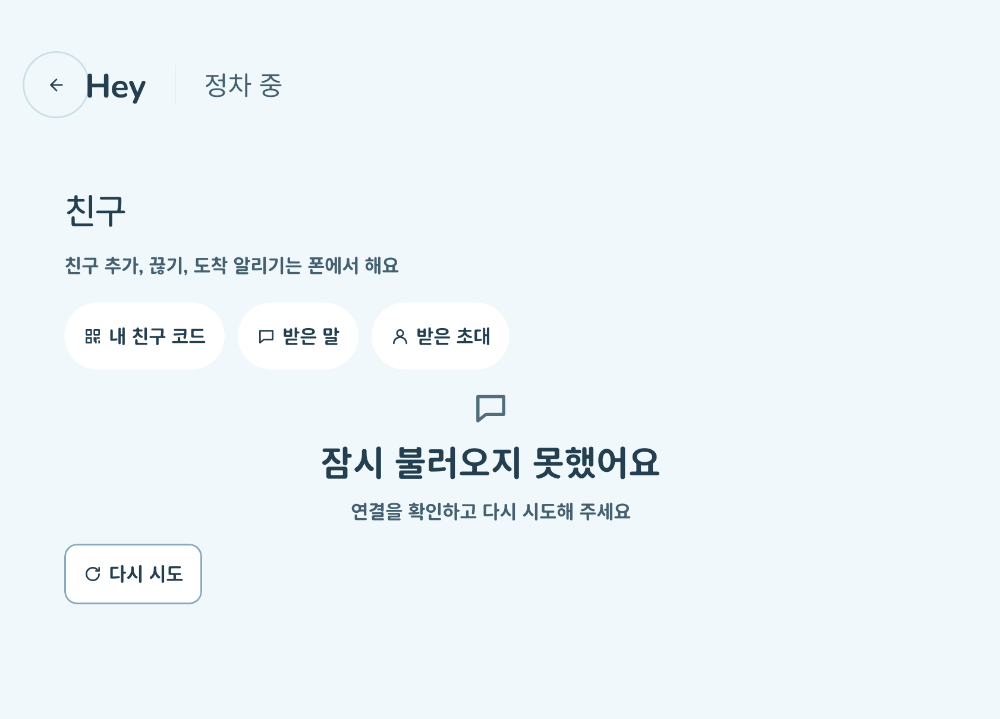 Hey 정차 중
친구
친구 추가, 끊기, 도착 알리기는 폰에서 해요
내 친구 코드 받은 말 받은 초대
잠시 불러오지 못했어요
연결을 확인하고 다시 시도해 주세요
다시 시도